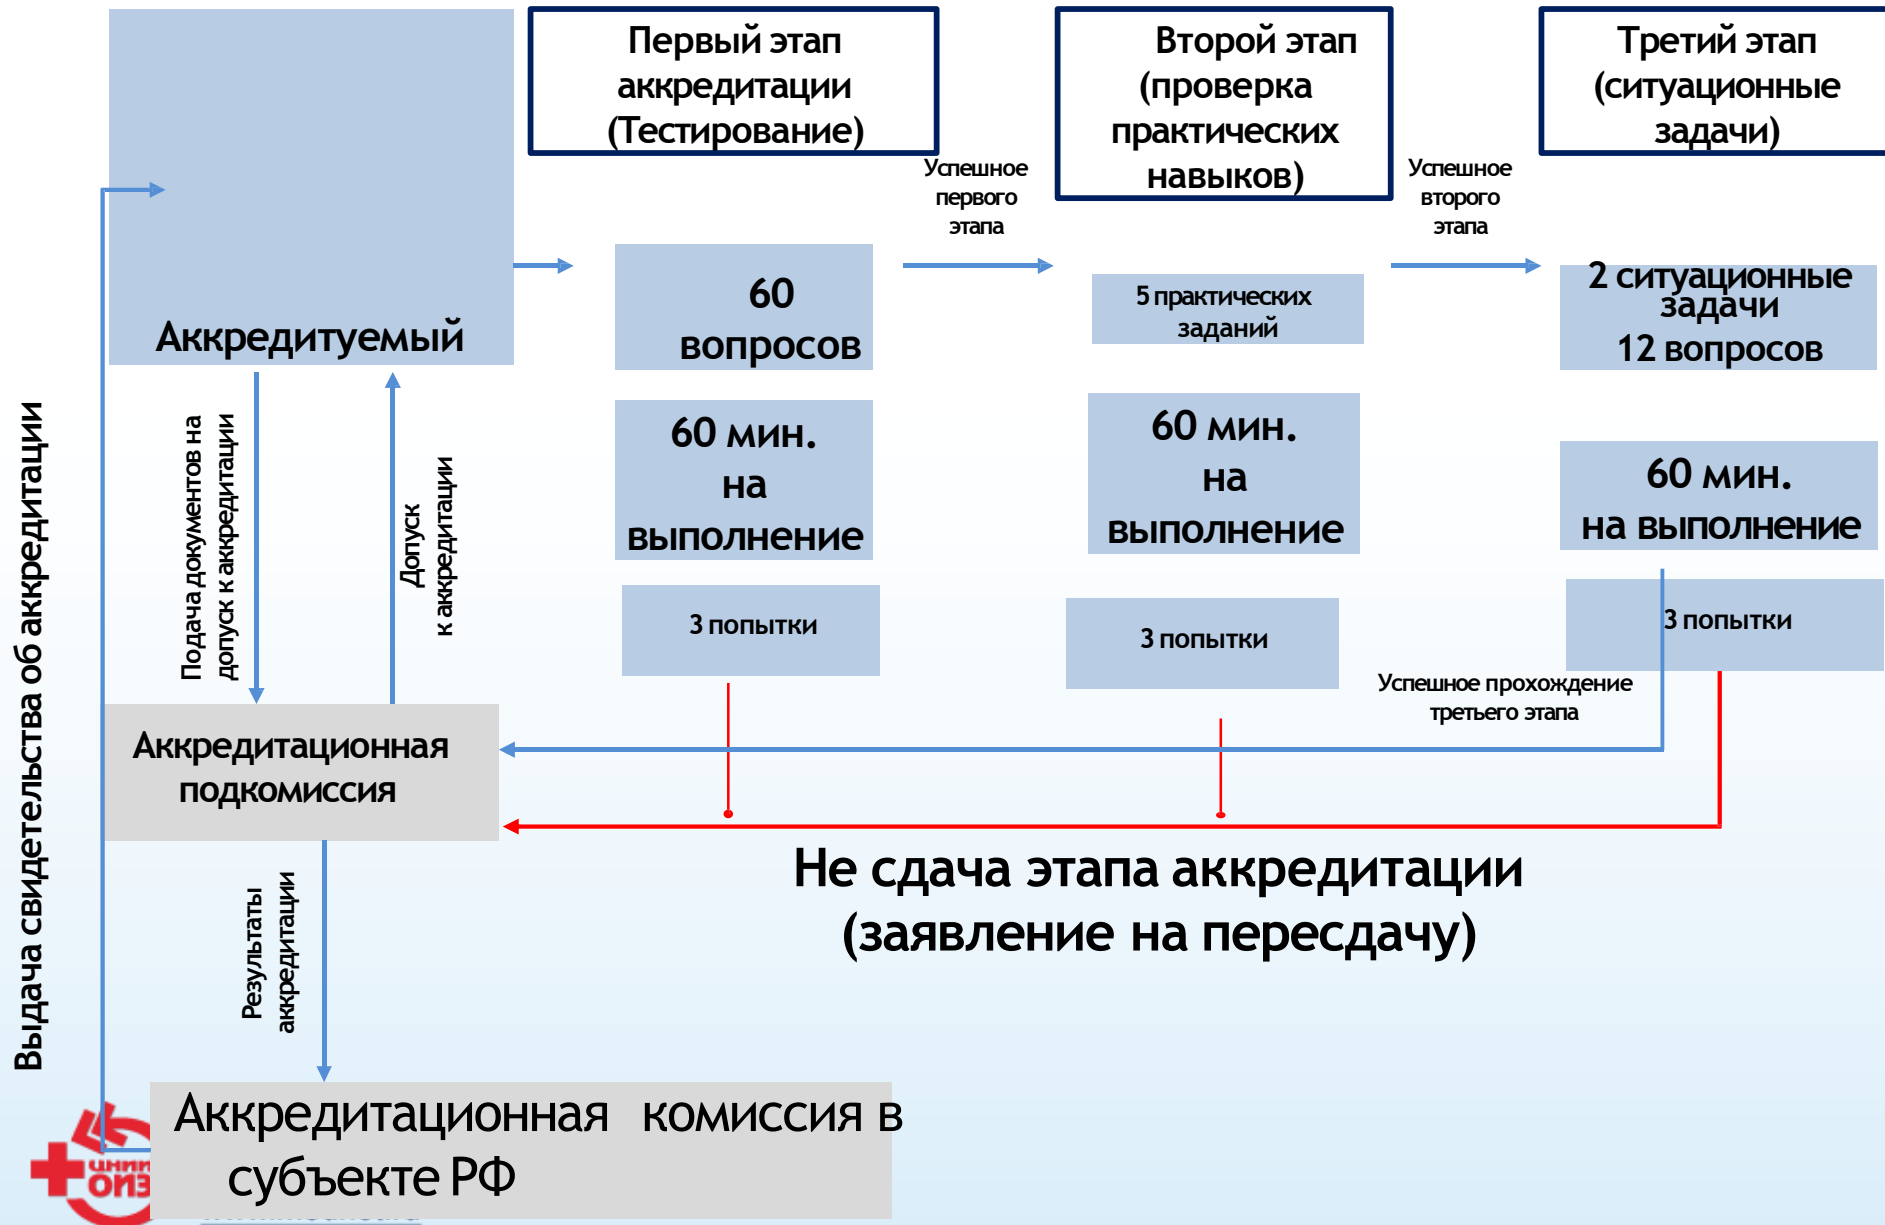 Первый этап
аккредитации
(Тестирование)
Второй этап
(проверка
практических
навыков)
Третий этап
(ситуационные
задачи)
Успешное
первого
этапа
Успешное
второго
этапа
Аккредитуемый
60
вопросов
5 практических
заданий
2 ситуационные
задачи
12 вопросов
60 мин.
на
выполнение
60 мин.
на
выполнение
60 мин.
на выполнение
3 попытки
3 попытки
3 попытки
Выдача свидетельства об аккредитации
Подача документов на
допуск к аккредитации
Допуск
к аккредитации
Успешное прохождение
третьего этапа
Аккредитационная
подкомиссия
Не сдача этапа аккредитации
(заявление на пересдачу)
Результаты
аккредитации
Аккредитационная комиссия в
субъекте РФ